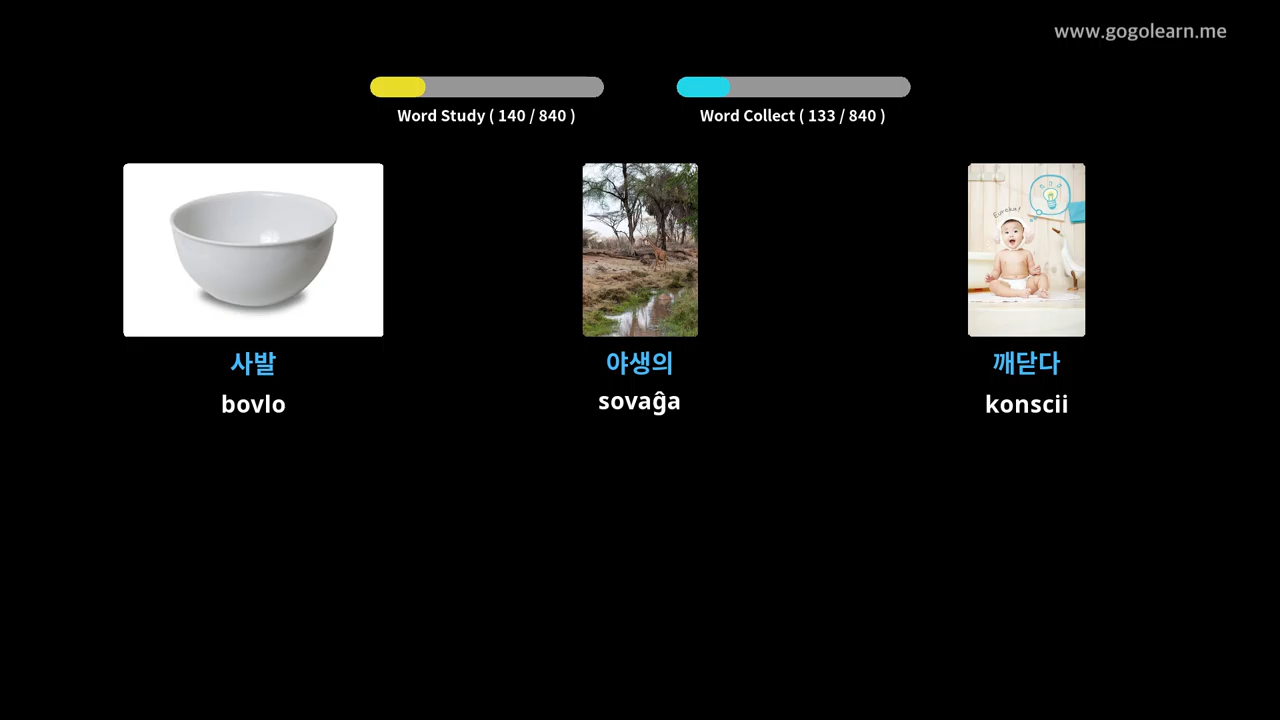 www.gogolearn.me
Word Study ( 140 / 840 )
Word Collect ( 133 / 840 )
Eureka!
사발
야생의
깨닫다
bovlo
sovaĝa
konscii